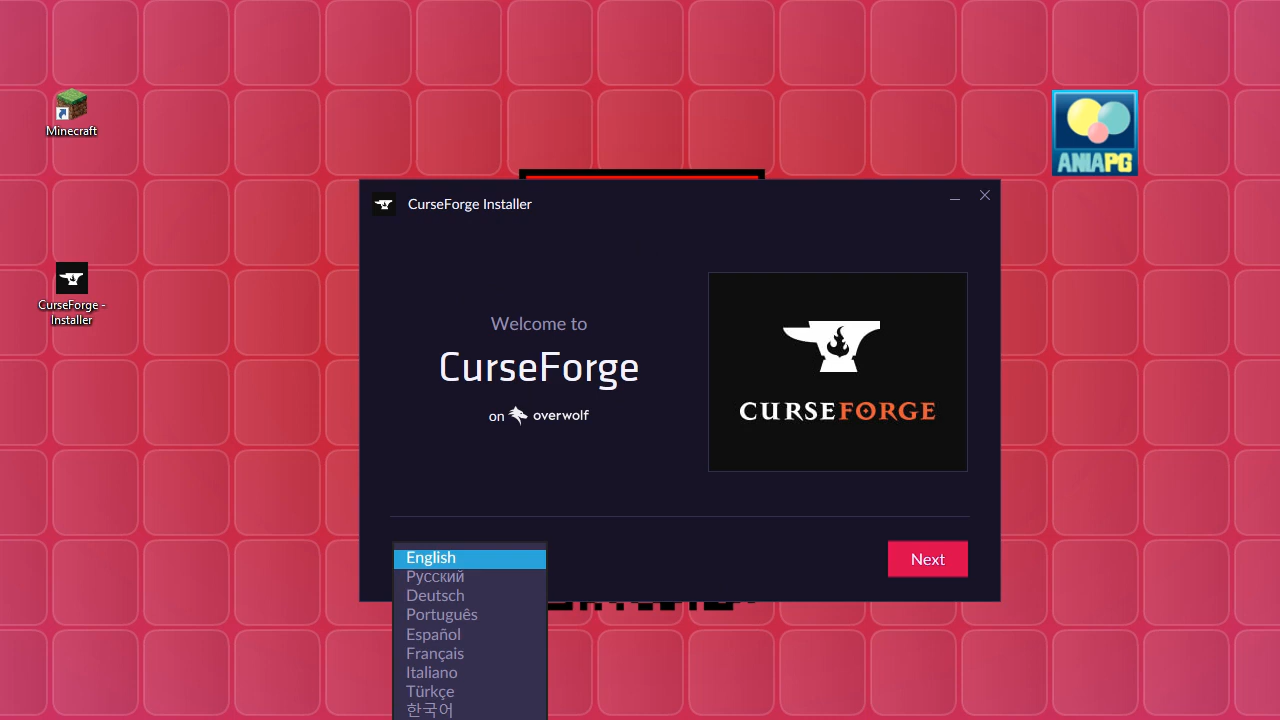 Minecraft
ANIAPG
CurseForge Installer
CurseForge -
Installer
Welcome to
CurseForge
on overwolf
CURSEFORGE
English
Русский
Deutsch
Português
Español
Français
Italiano
Türkçe
한국어
Next